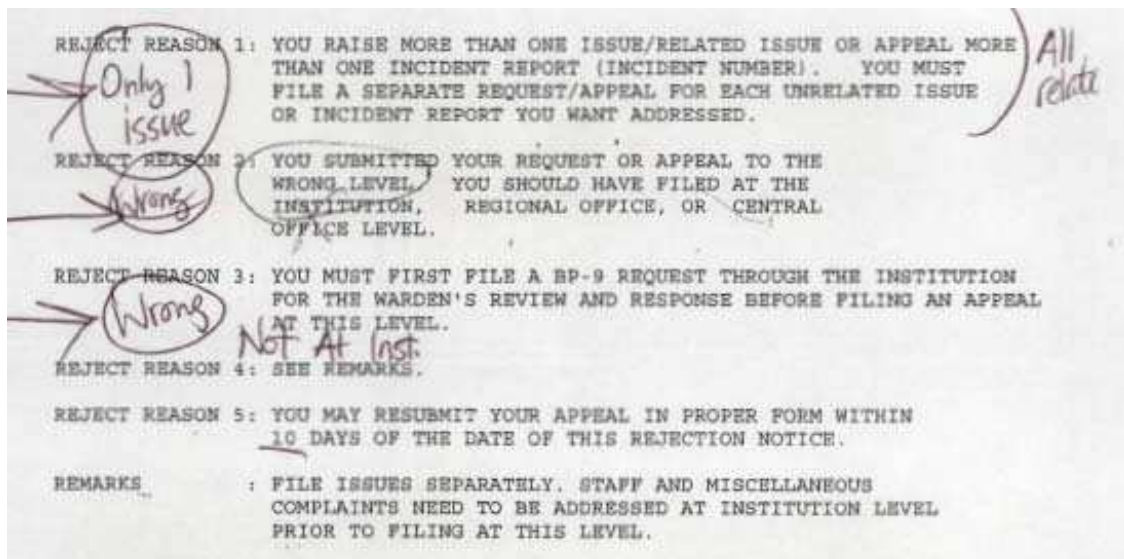 REJECT REASON 1: YOU RAISE MORE THAN ONE ISSUE/RELATED ISSUE OR APPEAL MORE
THAN ONE INCIDENT REPORT (INCIDENT NUMBER). YOU MUST
FILE A SEPARATE REQUEST/APPEAL FOR EACH UNRELATED ISSUE
OR INCIDENT REPORT YOU WANT ADDRESSED.
All
relate
Only 1
issue
REJECT REASON 2: YOU SUBMITTED YOUR REQUEST OR APPEAL TO THE
WRONG LEVEL YOU SHOULD HAVE FILED AT THE
INSTITUTION, REGIONAL OFFICE, OR CENTRAL
OFFICE LEVEL.
Wrong
REJECT REASON 3: YOU MUST FIRST FILE A BP-9 REQUEST THROUGH THE INSTITUTION
FOR THE WARDEN'S REVIEW AND RESPONSE BEFORE FILING AN APPEAL
AT THIS LEVEL.
Wrong
Not At Inst.
REJECT REASON 4: SEE REMARKS.
REJECT REASON 5: YOU MAY RESUBMIT YOUR APPEAL IN PROPER FORM WITHIN
10 DAYS OF THE DATE OF THIS REJECTION NOTICE.
REMARKS : FILE ISSUES SEPARATELY. STAFF AND MISCELLANEOUS
COMPLAINTS NEED TO BE ADDRESSED AT INSTITUTION LEVEL
PRIOR TO FILING AT THIS LEVEL.